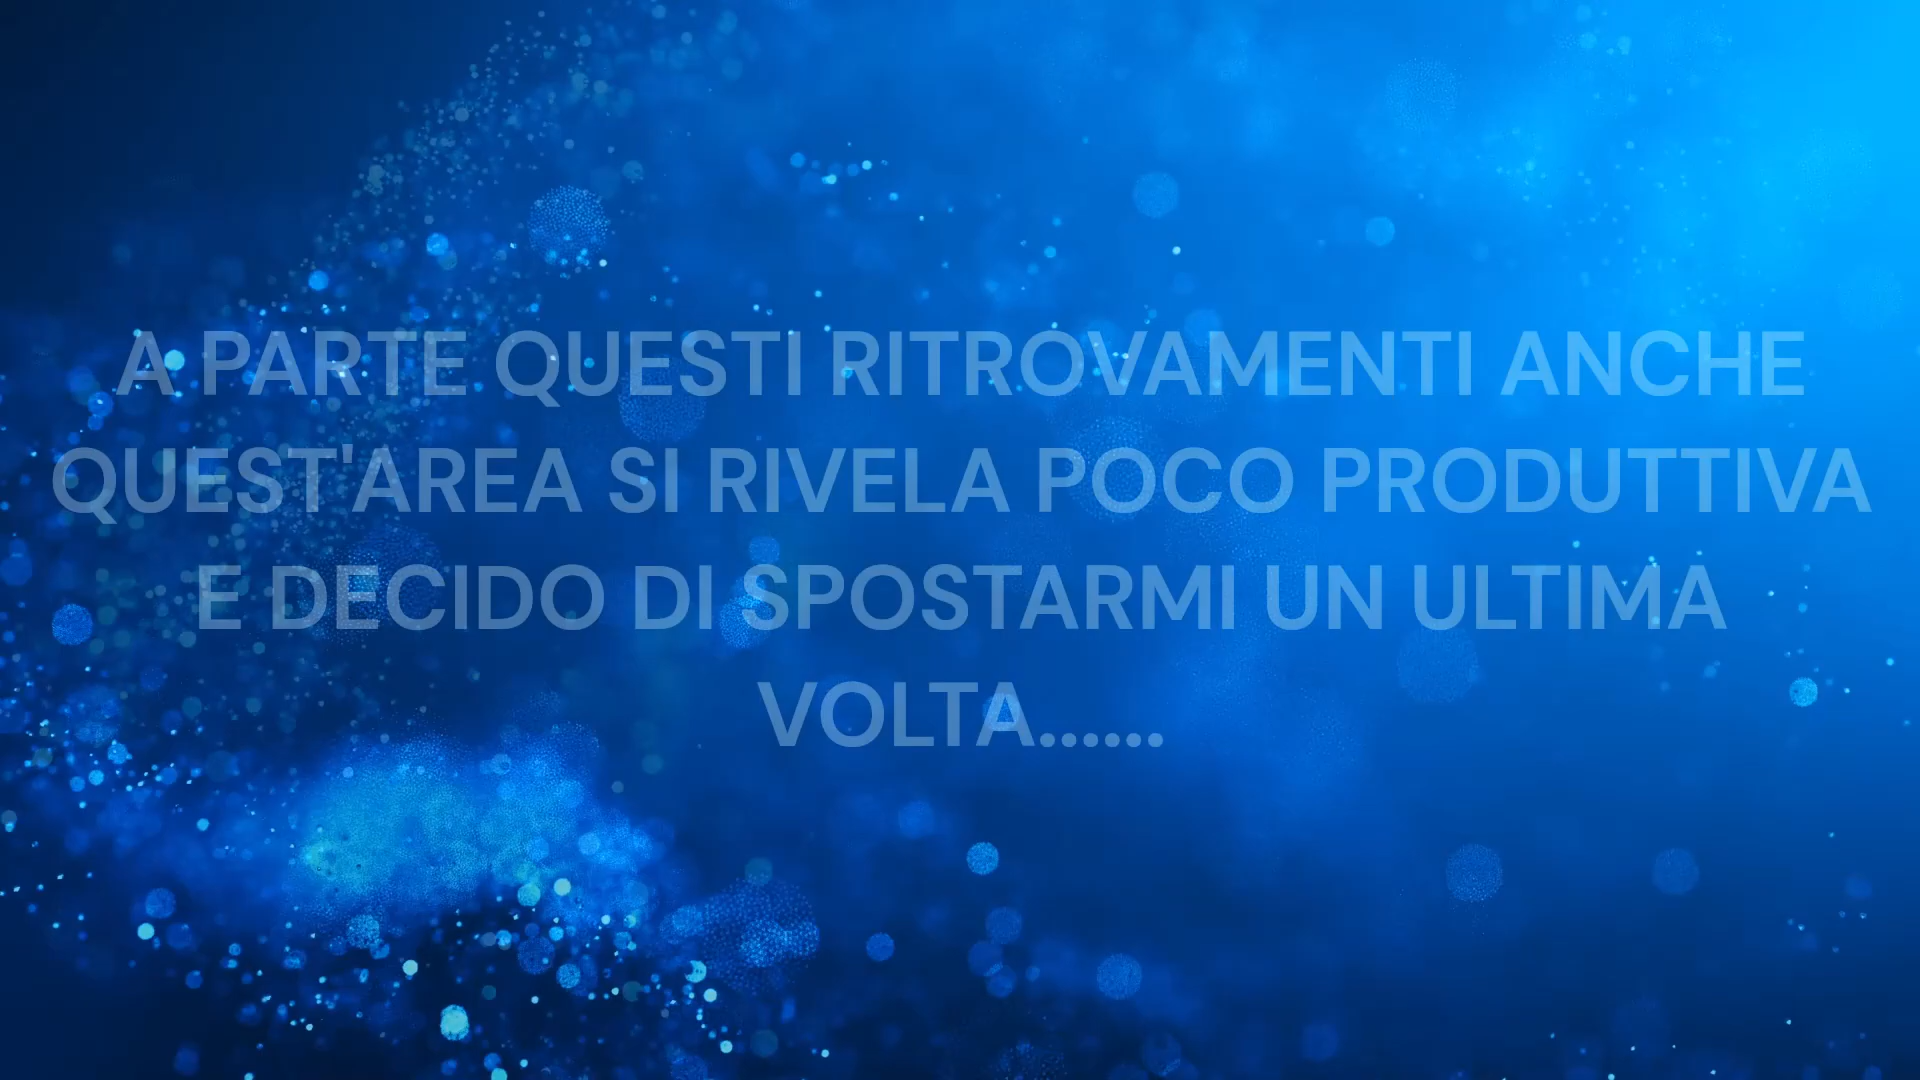 A PARTE QUESTI RITROVAMENTI ANCHE
QUEST'AREA SI RIVELA POCO PRODUTTIVA
E DECIDO DI SPOSTARMI UN ULTIMA
VOLTA......